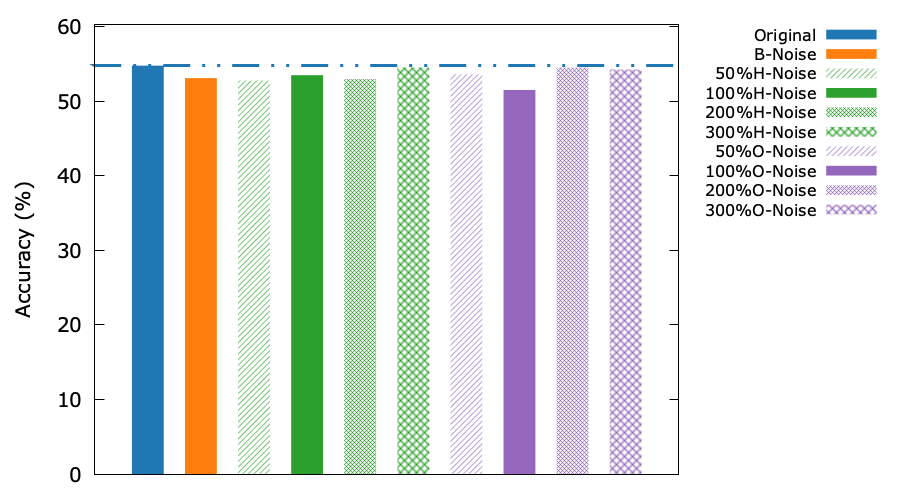 60
50
40
30
20
10
0
Accuracy (%)
Original
B-Noise
50%H-Noise
100%H-Noise
200%H-Noise
300%H-Noise
50%O-Noise
100%O-Noise
200%O-Noise
300%O-Noise